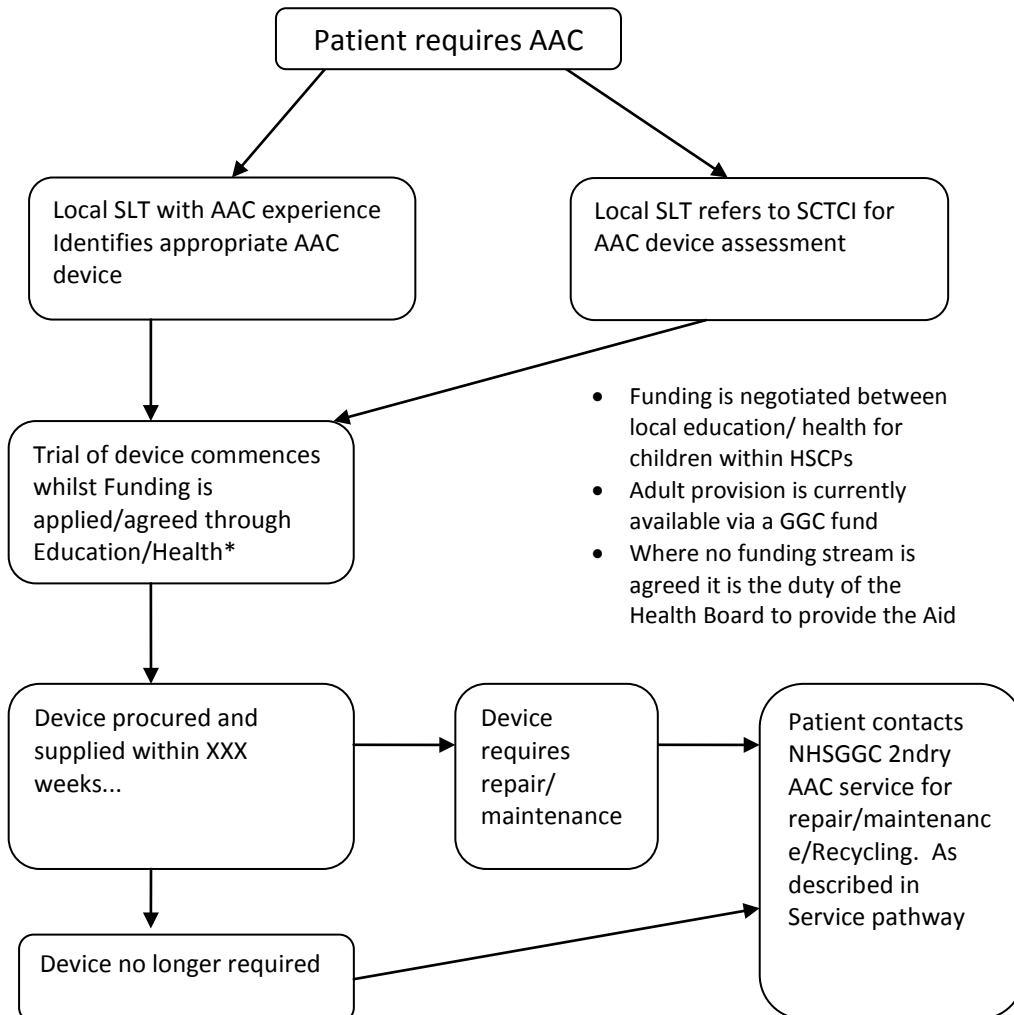 Patient requires AAC
Local SLT with AAC experience
Identifies appropriate AAC
device
Local SLT refers to SCTCI for
AAC device assessment
Trial of device commences
whilst Funding is
applied/agreed through
Education/Health*
• Funding is negotiated between
local education/ health for
children within HSCPs
• Adult provision is currently
available via a GGC fund
• Where no funding stream is
agreed it is the duty of the
Health Board to provide the Aid
Device procured and
supplied within XXX
weeks...
Device
requires
repair/
maintenance
Patient contacts
NHSGGC 2ndry
AAC service for
repair/maintenanc
e/Recycling. As
described in
Service pathway
Device no longer required